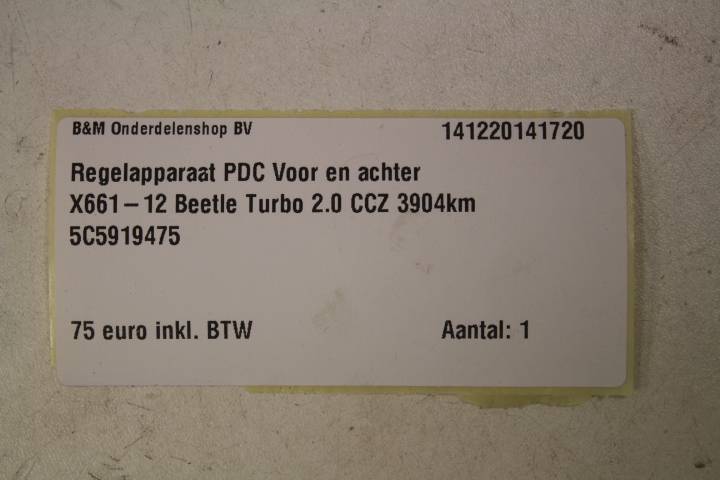 B&M Onderdelenshop BV 141220141720
Regelapparaat PDC Voor en achter
X661-12 Beetle Turbo 2.0 CCZ 3904km
5C5919475
75 euro inkl. BTW Aantal: 1